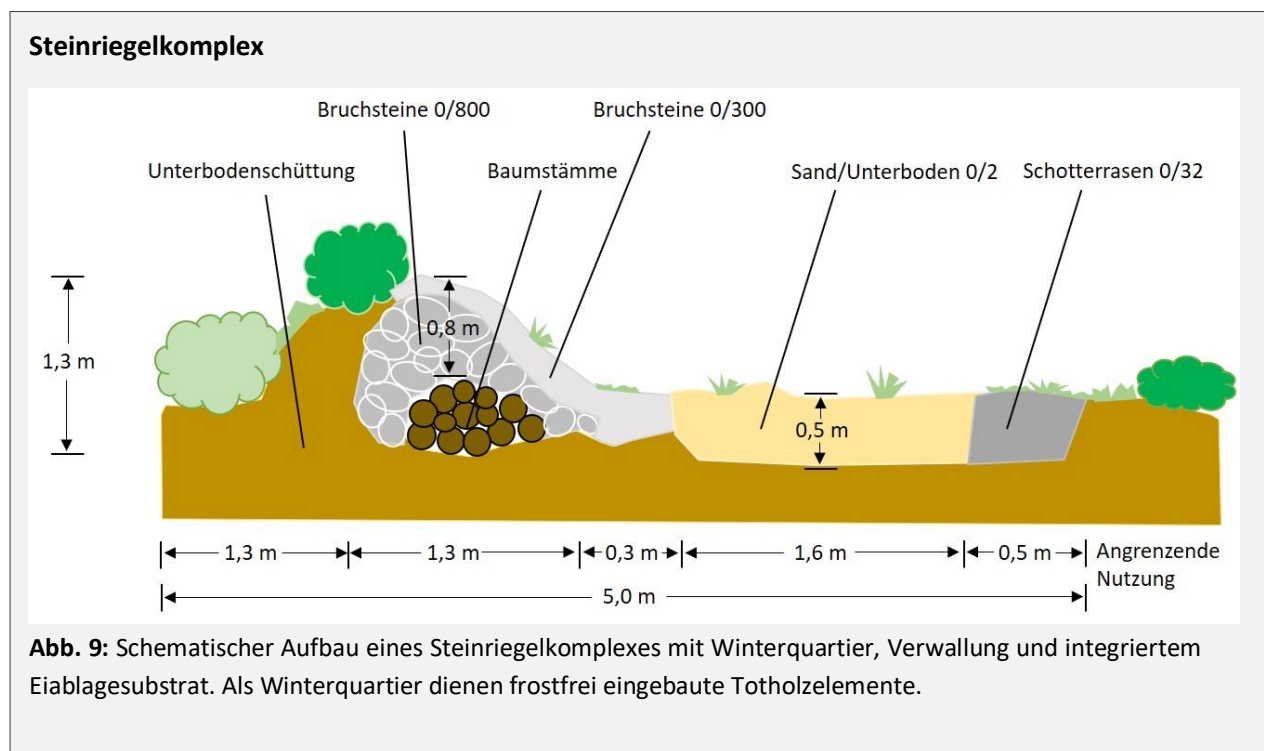 Steinriegelkomplex
Bruchsteine 0/800
Bruchsteine 0/300
Unterbodenschüttung
Baumstämme
Sand/Unterboden 0/2
Schotterrasen 0/32
0,8 m
1,3 m
0,5 m
1,3 m
1,3 m
0,3 m
1,6 m
0,5 m
Angrenzende
Nutzung
5,0 m
Abb. 9: Schematischer Aufbau eines Steinriegelkomplexes mit Winterquartier, Verwallung und integriertem
Eiablagesubstrat. Als Winterquartier dienen frostfrei eingebaute Totholzelemente.